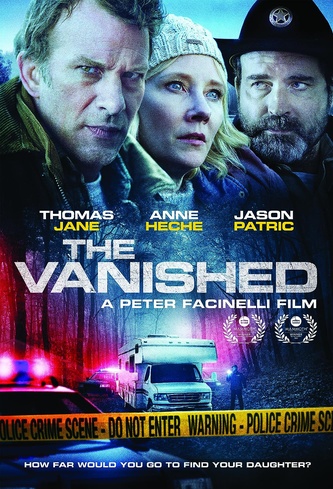 THOMAS JANE
ANNE HECHE
JASON PATRIC
THE
VANISHED
A PETER FACINELLI FILM
POLICE CRIME SCENE - DO NOT ENTER WARNING - POLICE CRIME SCE
HOW FAR WOULD YOU GO TO FIND YOUR DAUGHTER?